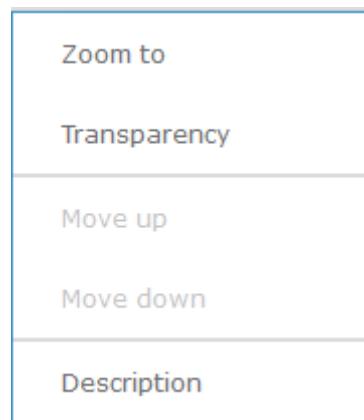 Zoom to
Transparency
Move up
Move down
Description